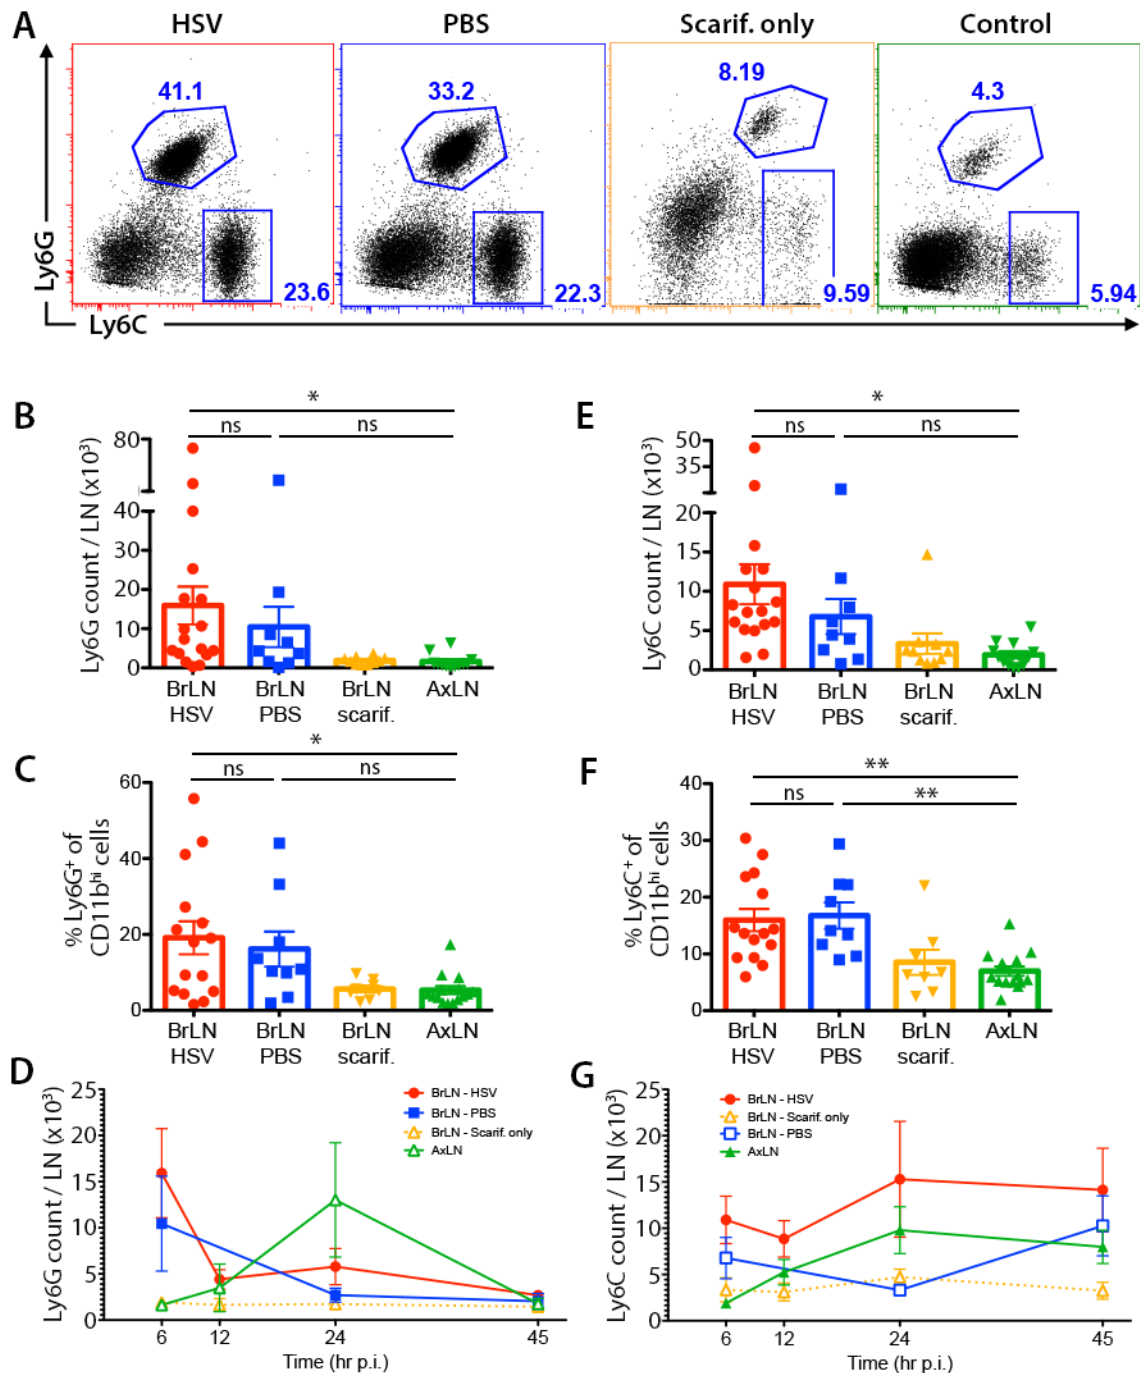 A
HSV
PBS
Scarif. only
Control
41.1
33.2
8.19
4.3
23.6
22.3
9.59
5.94
Ly6G
Ly6C
B
*
ns
ns
Ly6G count / LN (x10³)
80
40
30
20
10
0
BrLN HSV
BrLN PBS
BrLN scarif.
AxLN
E
*
ns
ns
Ly6C count / LN (x10³)
50
35
20
15
10
5
0
BrLN HSV
BrLN PBS
BrLN scarif.
AxLN
C
*
ns
ns
% Ly6G⁺ of
CD11bʰⁱ cells
60
40
20
0
BrLN HSV
BrLN PBS
BrLN scarif.
AxLN
F
**
ns
**
% Ly6C⁺ of
CD11bʰⁱ cells
40
30
20
10
0
BrLN HSV
BrLN PBS
BrLN scarif.
AxLN
D
Ly6G count / LN (x10³)
25
20
15
10
5
0
BrLN - HSV
BrLN - PBS
BrLN - Scarif. only
AxLN
6
12
24
45
Time (hr p.i.)
G
Ly6C count / LN (x10³)
25
20
15
10
5
0
BrLN - HSV
BrLN - Scarif. only
BrLN - PBS
AxLN
6
12
24
45
Time (hr p.i.)